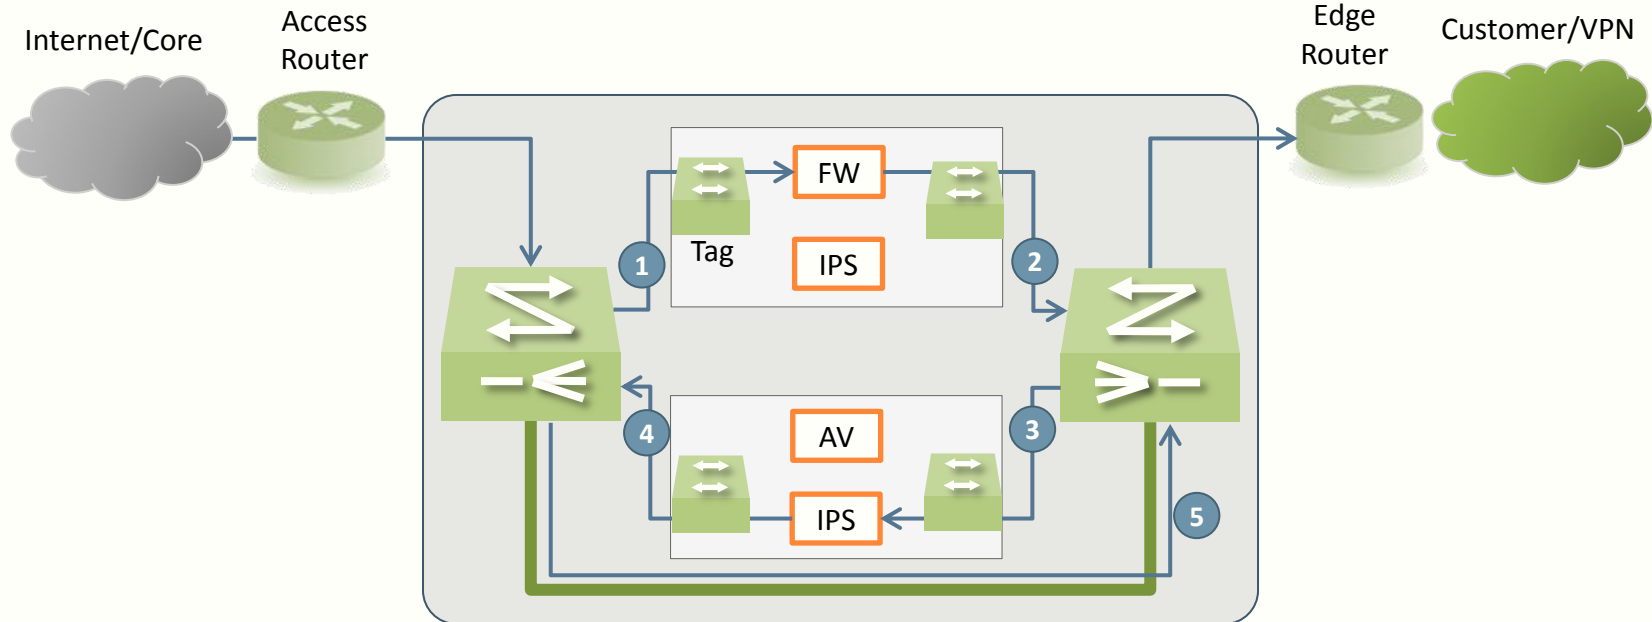 Internet/Core
Access
Router
Edge
Router
Customer/VPN
FW
Tag
IPS
1
2
AV
IPS
4
3
5